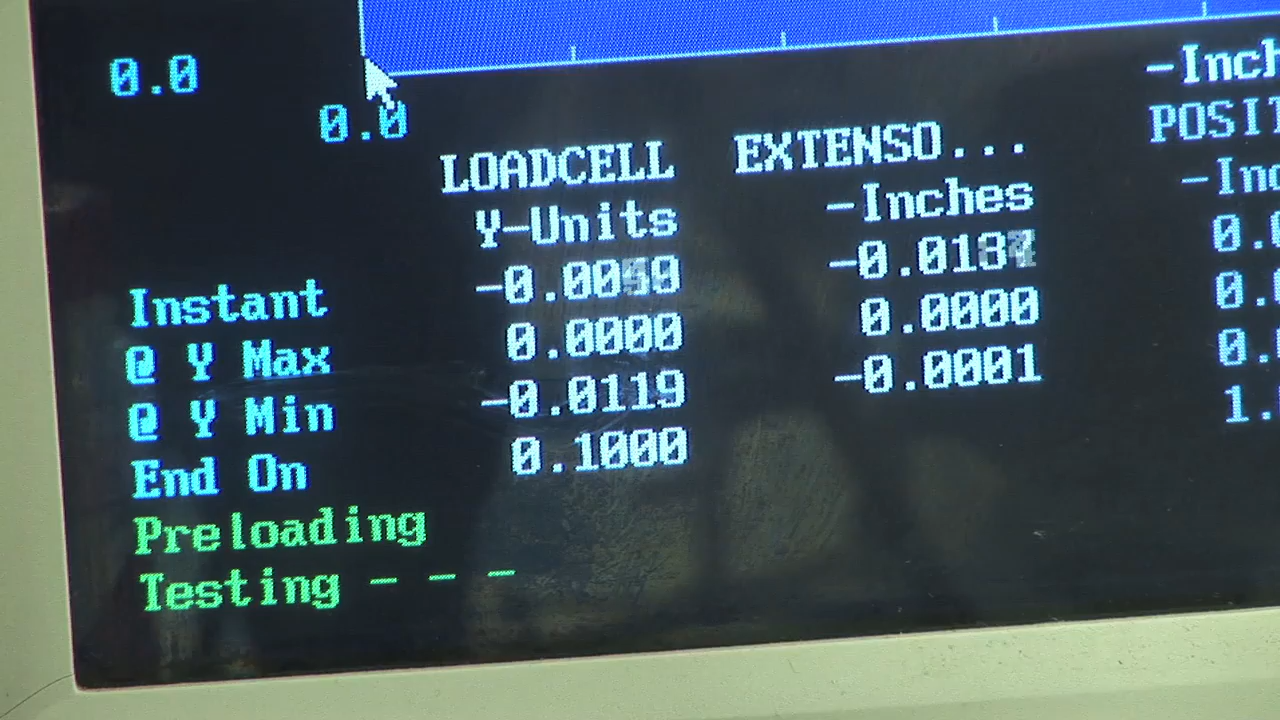 0.0
0.0
-Inch
LOADCELL EXTENSO... POSIT
Y-Units -Inches -Inc
Instant
@ Y Max 0.0000 0.0000
@ Y Min -0.0119 -0.0001
End On 0.1000
Preloading
Testing - - -